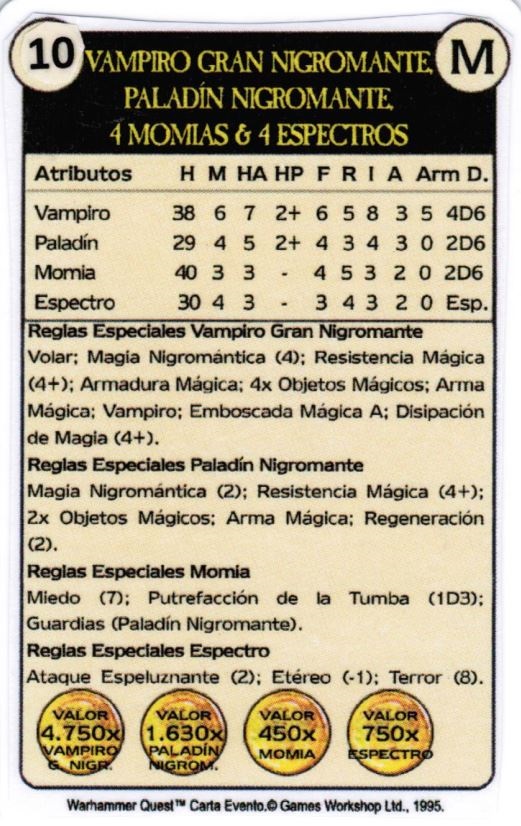 10 VAMPIRO GRAN NIGROMANTE, M
PALADÍN NIGROMANTE,
4 MOMIAS & 4 ESPECTROS
Atributos H M HA HP F R I A Arm D.
Vampiro 38 6 7 2+ 6 5 8 3 5 4D6
Paladín 29 4 5 2+ 4 3 4 3 0 2D6
Momia 40 3 3 - 4 5 3 2 0 2D6
Espectro 30 4 3 - 3 4 3 2 0 Esp.
Reglas Especiales Vampiro Gran Nigromante
Volar; Magia Nigromántica (4); Resistencia Mágica
(4+); Armadura Mágica; 4x Objetos Mágicos; Arma
Mágica; Vampiro; Emboscada Mágica A; Disipación
de Magia (4+).
Reglas Especiales Paladín Nigromante
Magia Nigromántica (2); Resistencia Mágica (4+);
2x Objetos Mágicos; Arma Mágica; Regeneración
(2).
Reglas Especiales Momia
Miedo (7); Putrefacción de la Tumba (1D3);
Guardias (Paladín Nigromante).
Reglas Especiales Espectro
Ataque Espeluznante (2); Etéreo (-1); Terror (8).
VALOR VALOR VALOR VALOR
4.750x 1.630x 450x 750x
VAMPIRO PALADÍN MOMIA ESPECTRO
G. NIGR. NIGROM.
Warhammer Quest™ Carta Evento.© Games Workshop Ltd., 1995.